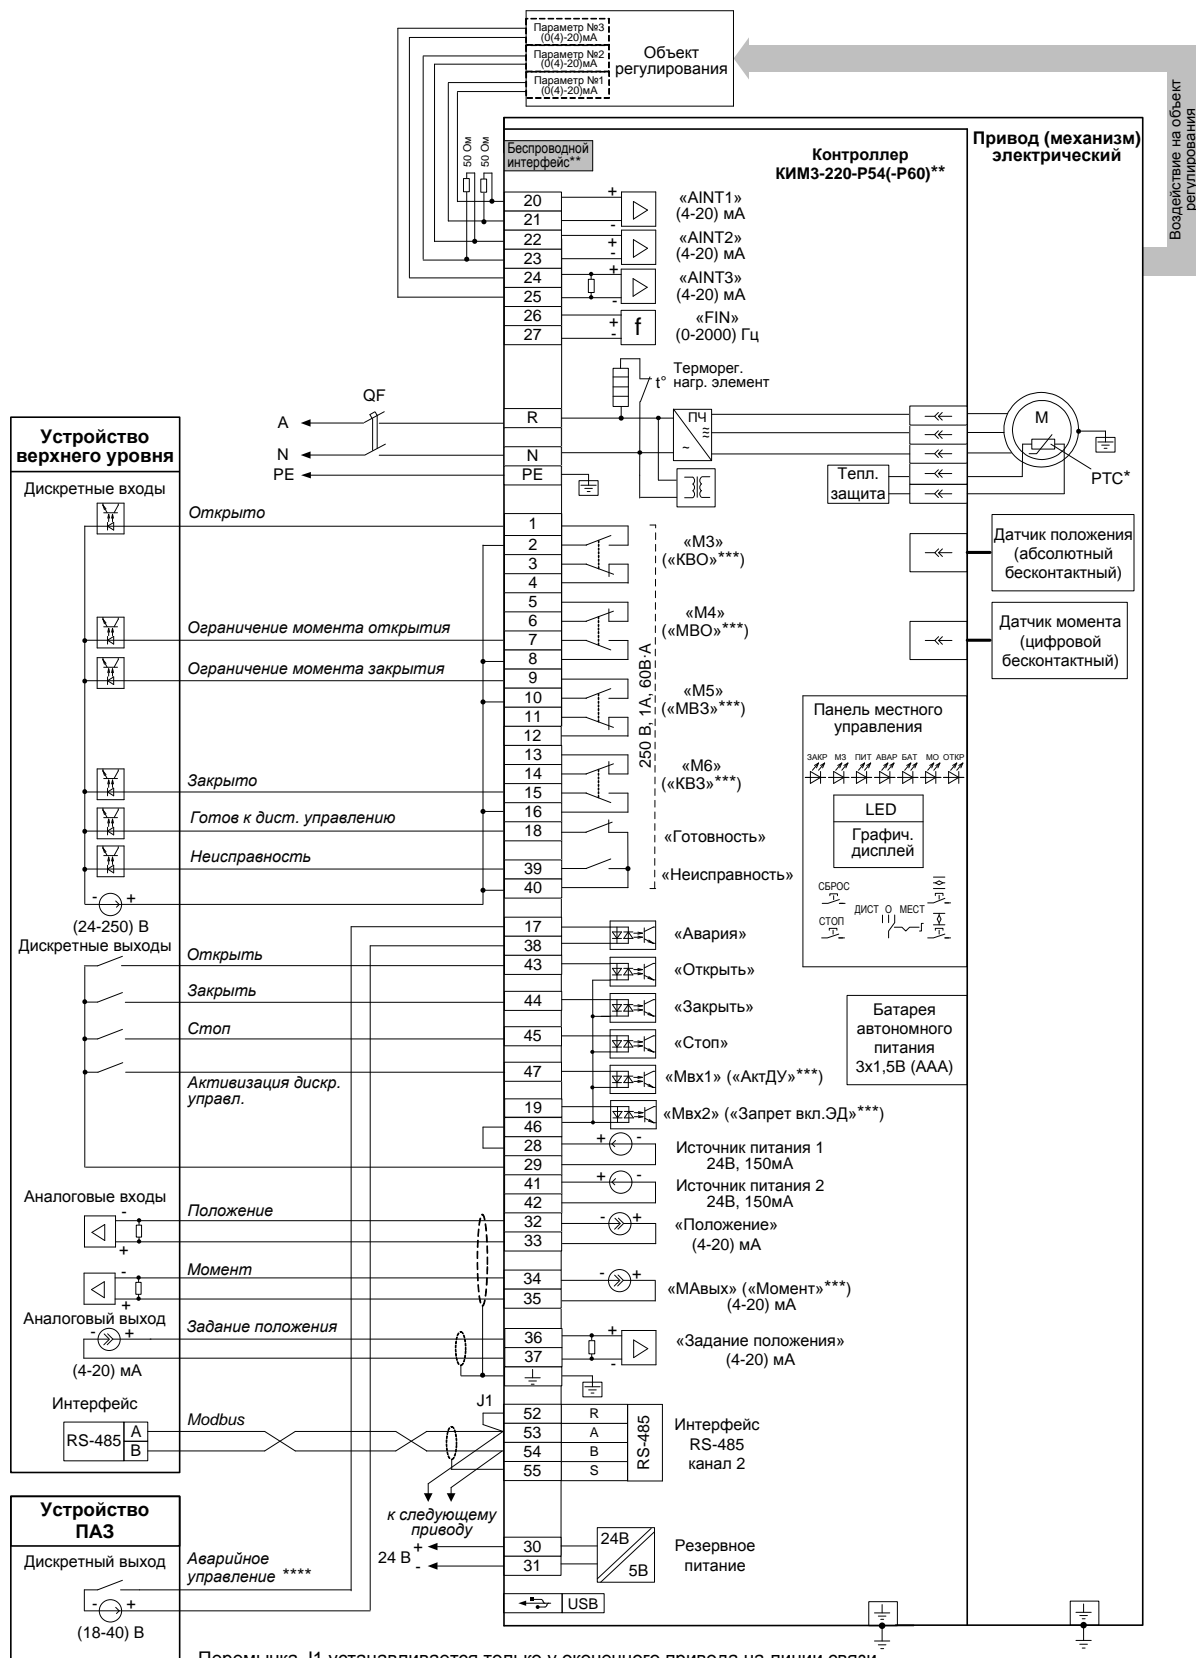 Параметр №3
(0(4)-20)мА
Параметр №2
(0(4)-20)мА
Параметр №1
(0(4)-20)мА
Объект
регулирования
Воздействие на объект
регулирования
50 Ом
50 Ом
Беспроводной
интерфейс**
Контроллер
КИМ3-220-Р54(-Р60)**
Привод (механизм)
электрический
20
21
22
23
24
25
26
27
+
-
«AINT1»
(4-20) мА
+
-
«AINT2»
(4-20) мА
+
-
«AINT3»
(4-20) мА
+
-
f
«FIN»
(0-2000) Гц
t°
Терморег.
нагр. элемент
QF
A
N
PE
R
N
PE
ПЧ
≈
~
М
PTC*
Тепл.
защита
Устройство
верхнего уровня
Дискретные входы
Открыто
Ограничение момента открытия
Ограничение момента закрытия
Закрыто
Готов к дист. управлению
Неисправность
- +
(24-250) В
1
2
3
4
5
6
7
8
9
10
11
12
13
14
15
16
18
39
40
«М3»
(«КВО»***)
«М4»
(«МВО»***)
«М5»
(«МВЗ»***)
«М6»
(«КВЗ»***)
250 В, 1А, 60В·А
«Готовность»
«Неисправность»
Датчик положения
(абсолютный
бесконтактный)
Датчик момента
(цифровой
бесконтактный)
Панель местного
управления
ЗАКР МЗ ПИТ АВАР БАТ МО ОТКР
LED
Графич.
дисплей
СБРОС
СТОП
ДИСТ О МЕСТ
Батарея
автономного
питания
3х1,5В (ААА)
Дискретные выходы
Открыть
Закрыть
Стоп
Активизация дискр.
управл.
17
38
43
44
45
47
19
46
28
29
41
42
32
33
34
35
36
37
«Авария»
«Открыть»
«Закрыть»
«Стоп»
«Мвх1» («АктДУ»***)
«Мвх2» («Запрет вкл.ЭД»***)
+ -
Источник питания 1
24В, 150мА
+ -
Источник питания 2
24В, 150мА
- +
«Положение»
(4-20) мА
- +
«МАвых» («Момент»***)
(4-20) мА
+
-
«Задание положения»
(4-20) мА
Аналоговые входы
-
+
Положение
-
+
Момент
Аналоговый выход
- +
Задание положения
(4-20) мА
Интерфейс
RS-485
A
B
Modbus
J1
52 R
53 A
54 B
55 S
RS-485
Интерфейс
RS-485
канал 2
к следующему
приводу
24 В
+
-
30
31
24В
5В
Резервное
питание
USB
Устройство
ПАЗ
Дискретный выход
- +
(18-40) В
Аварийное
управление ****
Перемычка J1 устанавливается только у оконечного привода на линии связи